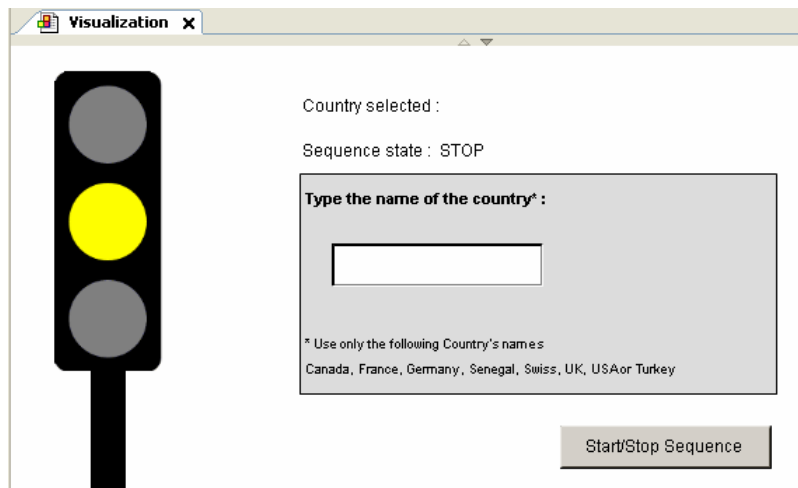 Visualization
Country selected :
Sequence state : STOP
Type the name of the country* :
* Use only the following Country's names
Canada, France, Germany, Senegal, Swiss, UK, USAor Turkey
Start/Stop Sequence